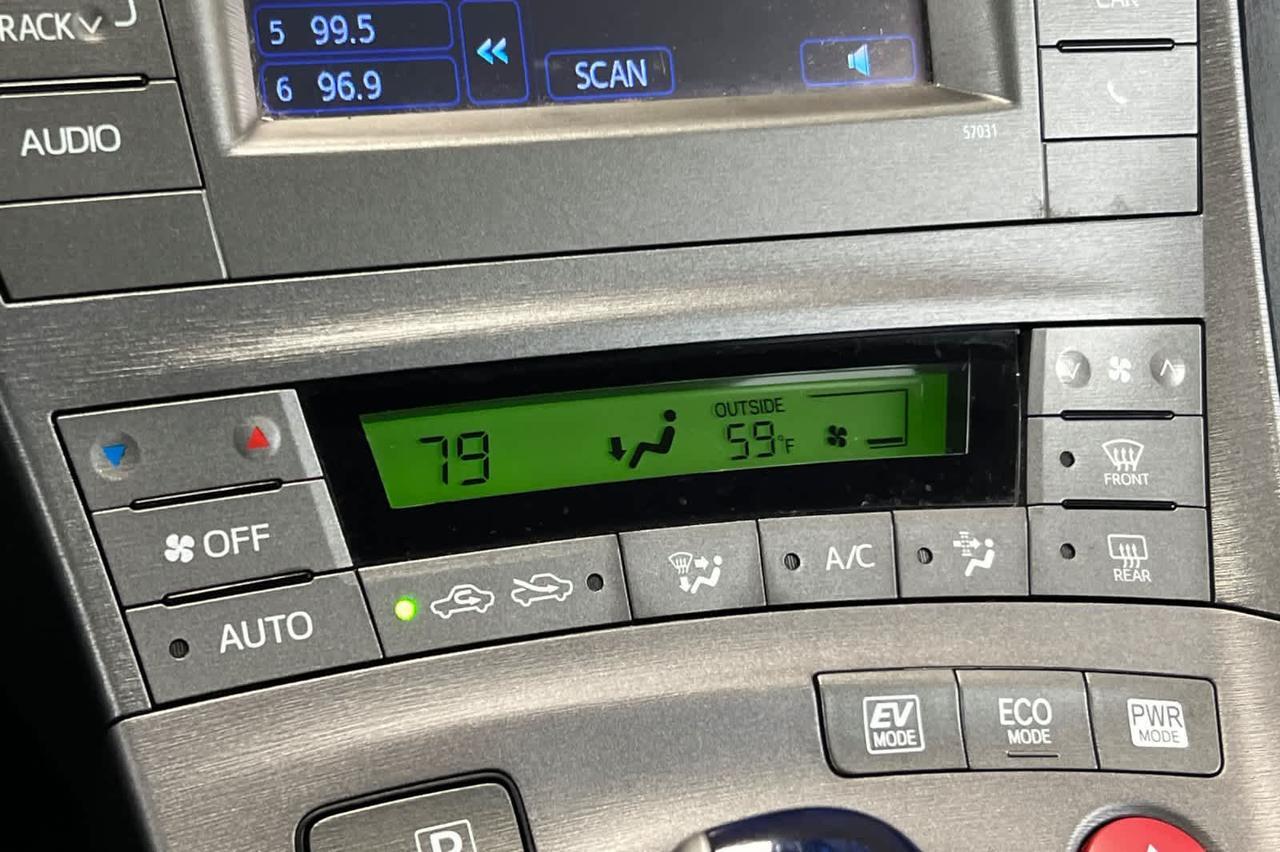 RACK
5 99.5
6 96.9
SCAN
AUDIO
57031
79
OUTSIDE
59°F
OFF
AUTO
A/C
FRONT
REAR
EV
MODE
ECO
MODE
PWR
MODE
P